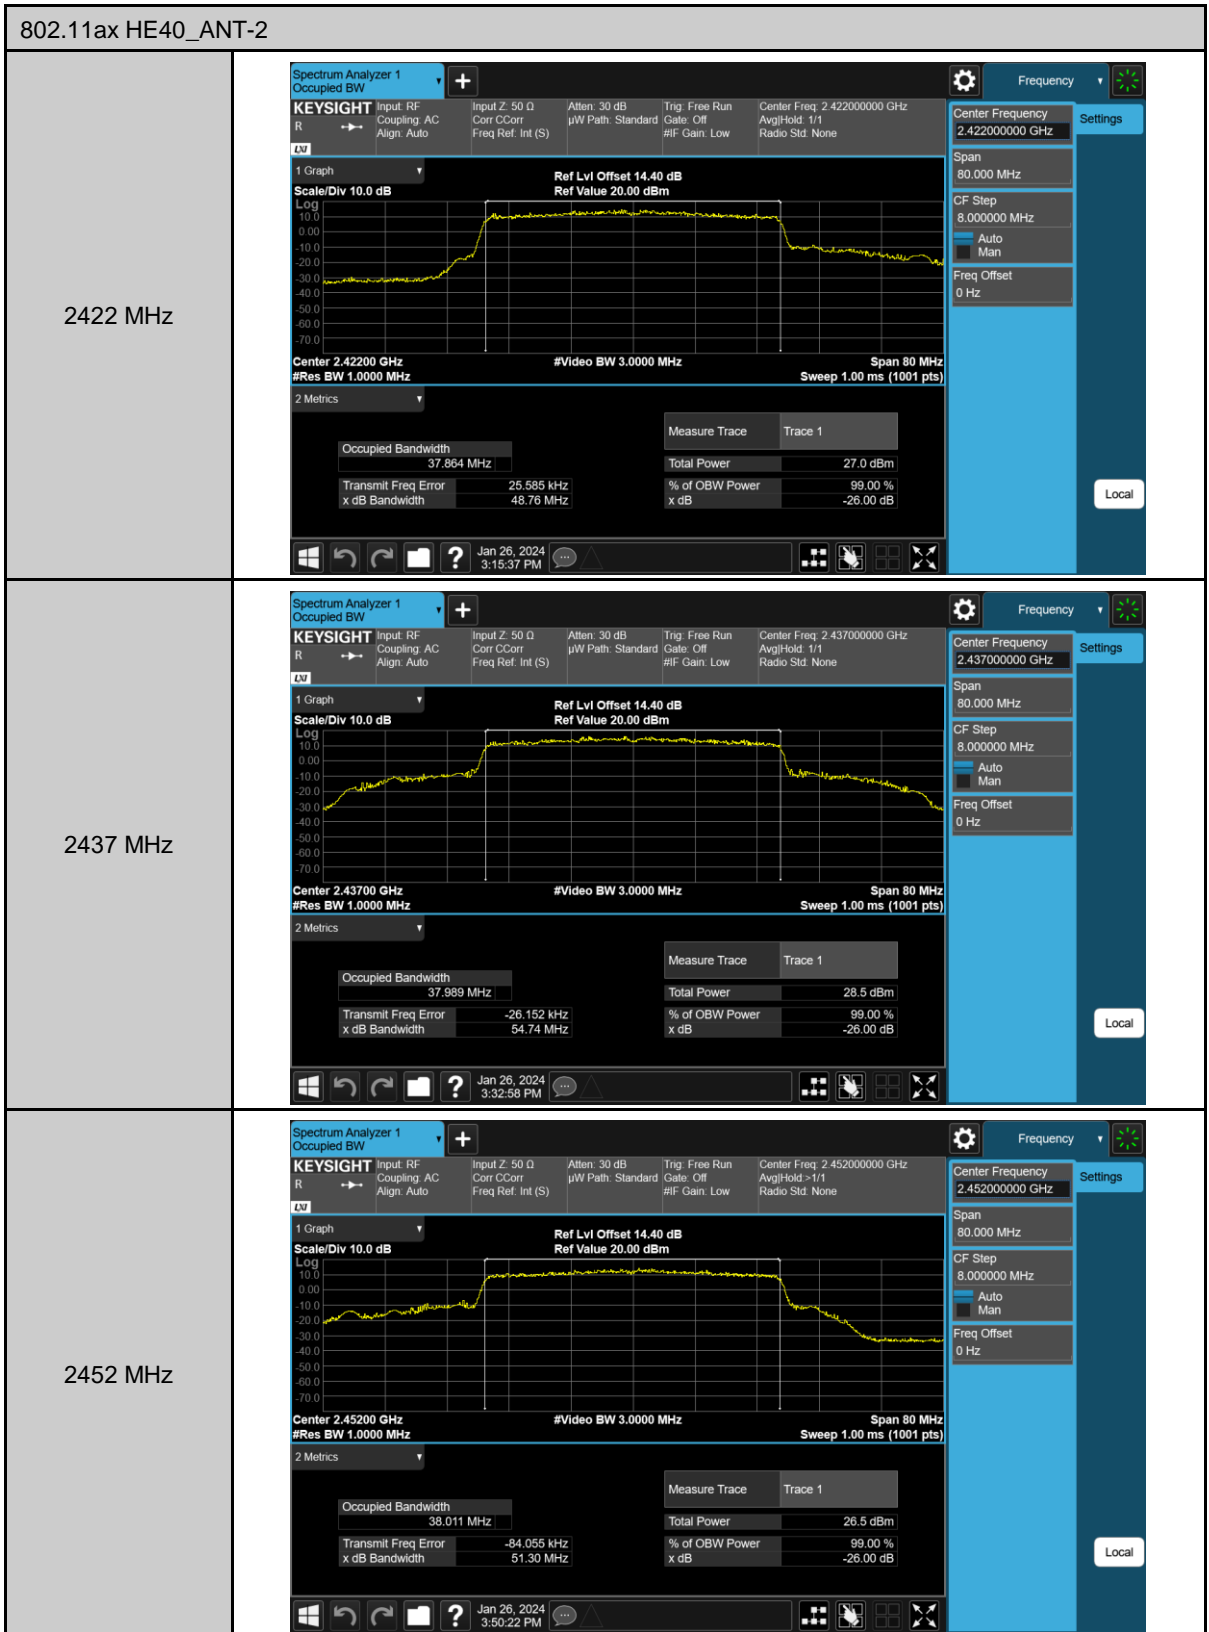 802.11ax HE40_ANT-2
2422 MHz
Spectrum Analyzer 1
Occupied BW
Frequency
KEYSIGHT
R
LXI
Input: RF
Coupling: AC
Align: Auto
Input Z: 50 Ω
Corr CCorr
Freq Ref: Int (S)
Atten: 30 dB
µW Path: Standard
Trig: Free Run
Gate: Off
#IF Gain: Low
Center Freq: 2.422000000 GHz
Avg|Hold: 1/1
Radio Std: None
Center Frequency
2.422000000 GHz
Settings
Span
80.000 MHz
CF Step
8.000000 MHz
Auto
Man
Freq Offset
0 Hz
Local
1 Graph
Scale/Div 10.0 dB
Ref Lvl Offset 14.40 dB
Ref Value 20.00 dBm
Log
10.0
0.00
-10.0
-20.0
-30.0
-40.0
-50.0
-60.0
-70.0
Center 2.42200 GHz
#Video BW 3.0000 MHz
Span 80 MHz
#Res BW 1.0000 MHz
Sweep 1.00 ms (1001 pts)
2 Metrics
Measure Trace Trace 1
Occupied Bandwidth
37.864 MHz
Total Power 27.0 dBm
Transmit Freq Error 25.585 kHz
% of OBW Power 99.00 %
x dB Bandwidth 48.76 MHz
x dB -26.00 dB
?
Jan 26, 2024
3:15:37 PM
2437 MHz
Spectrum Analyzer 1
Occupied BW
Frequency
KEYSIGHT
R
LXI
Input: RF
Coupling: AC
Align: Auto
Input Z: 50 Ω
Corr CCorr
Freq Ref: Int (S)
Atten: 30 dB
µW Path: Standard
Trig: Free Run
Gate: Off
#IF Gain: Low
Center Freq: 2.437000000 GHz
Avg|Hold: 1/1
Radio Std: None
Center Frequency
2.437000000 GHz
Settings
Span
80.000 MHz
CF Step
8.000000 MHz
Auto
Man
Freq Offset
0 Hz
Local
1 Graph
Scale/Div 10.0 dB
Ref Lvl Offset 14.40 dB
Ref Value 20.00 dBm
Log
10.0
0.00
-10.0
-20.0
-30.0
-40.0
-50.0
-60.0
-70.0
Center 2.43700 GHz
#Video BW 3.0000 MHz
Span 80 MHz
#Res BW 1.0000 MHz
Sweep 1.00 ms (1001 pts)
2 Metrics
Measure Trace Trace 1
Occupied Bandwidth
37.989 MHz
Total Power 28.5 dBm
Transmit Freq Error -26.152 kHz
% of OBW Power 99.00 %
x dB Bandwidth 54.74 MHz
x dB -26.00 dB
?
Jan 26, 2024
3:32:58 PM
2452 MHz
Spectrum Analyzer 1
Occupied BW
Frequency
KEYSIGHT
R
LXI
Input: RF
Coupling: AC
Align: Auto
Input Z: 50 Ω
Corr CCorr
Freq Ref: Int (S)
Atten: 30 dB
µW Path: Standard
Trig: Free Run
Gate: Off
#IF Gain: Low
Center Freq: 2.452000000 GHz
Avg|Hold:>1/1
Radio Std: None
Center Frequency
2.452000000 GHz
Settings
Span
80.000 MHz
CF Step
8.000000 MHz
Auto
Man
Freq Offset
0 Hz
Local
1 Graph
Scale/Div 10.0 dB
Ref Lvl Offset 14.40 dB
Ref Value 20.00 dBm
Log
10.0
0.00
-10.0
-20.0
-30.0
-40.0
-50.0
-60.0
-70.0
Center 2.45200 GHz
#Video BW 3.0000 MHz
Span 80 MHz
#Res BW 1.0000 MHz
Sweep 1.00 ms (1001 pts)
2 Metrics
Measure Trace Trace 1
Occupied Bandwidth
38.011 MHz
Total Power 26.5 dBm
Transmit Freq Error -84.055 kHz
% of OBW Power 99.00 %
x dB Bandwidth 51.30 MHz
x dB -26.00 dB
?
Jan 26, 2024
3:50:22 PM